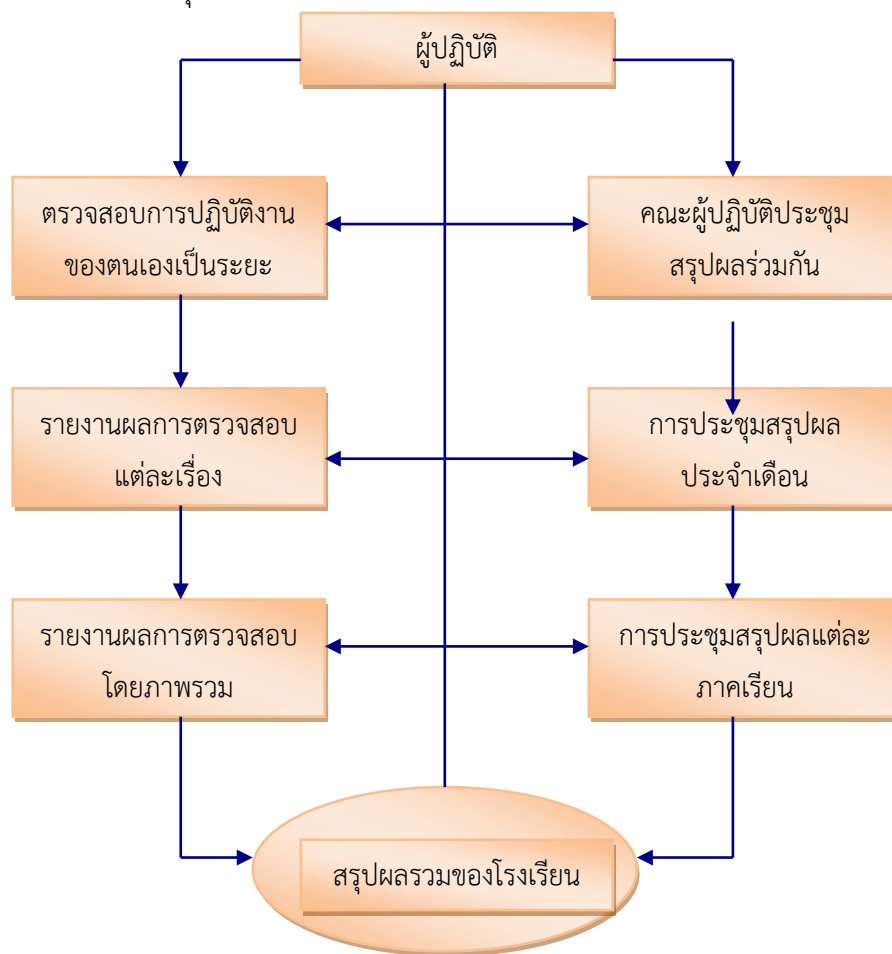 ผู้ปฏิบัติ
ตรวจสอบการปฏิบัติงาน
ของตนเองเป็นระยะ
คณะผู้ปฏิบัติประชุม
สรุปผลร่วมกัน
รายงานผลการตรวจสอบ
แต่ละเรื่อง
การประชุมสรุปผล
ประจำเดือน
รายงานผลการตรวจสอบ
โดยภาพรวม
การประชุมสรุปผลแต่ละ
ภาคเรียน
สรุปผลรวมของโรงเรียน